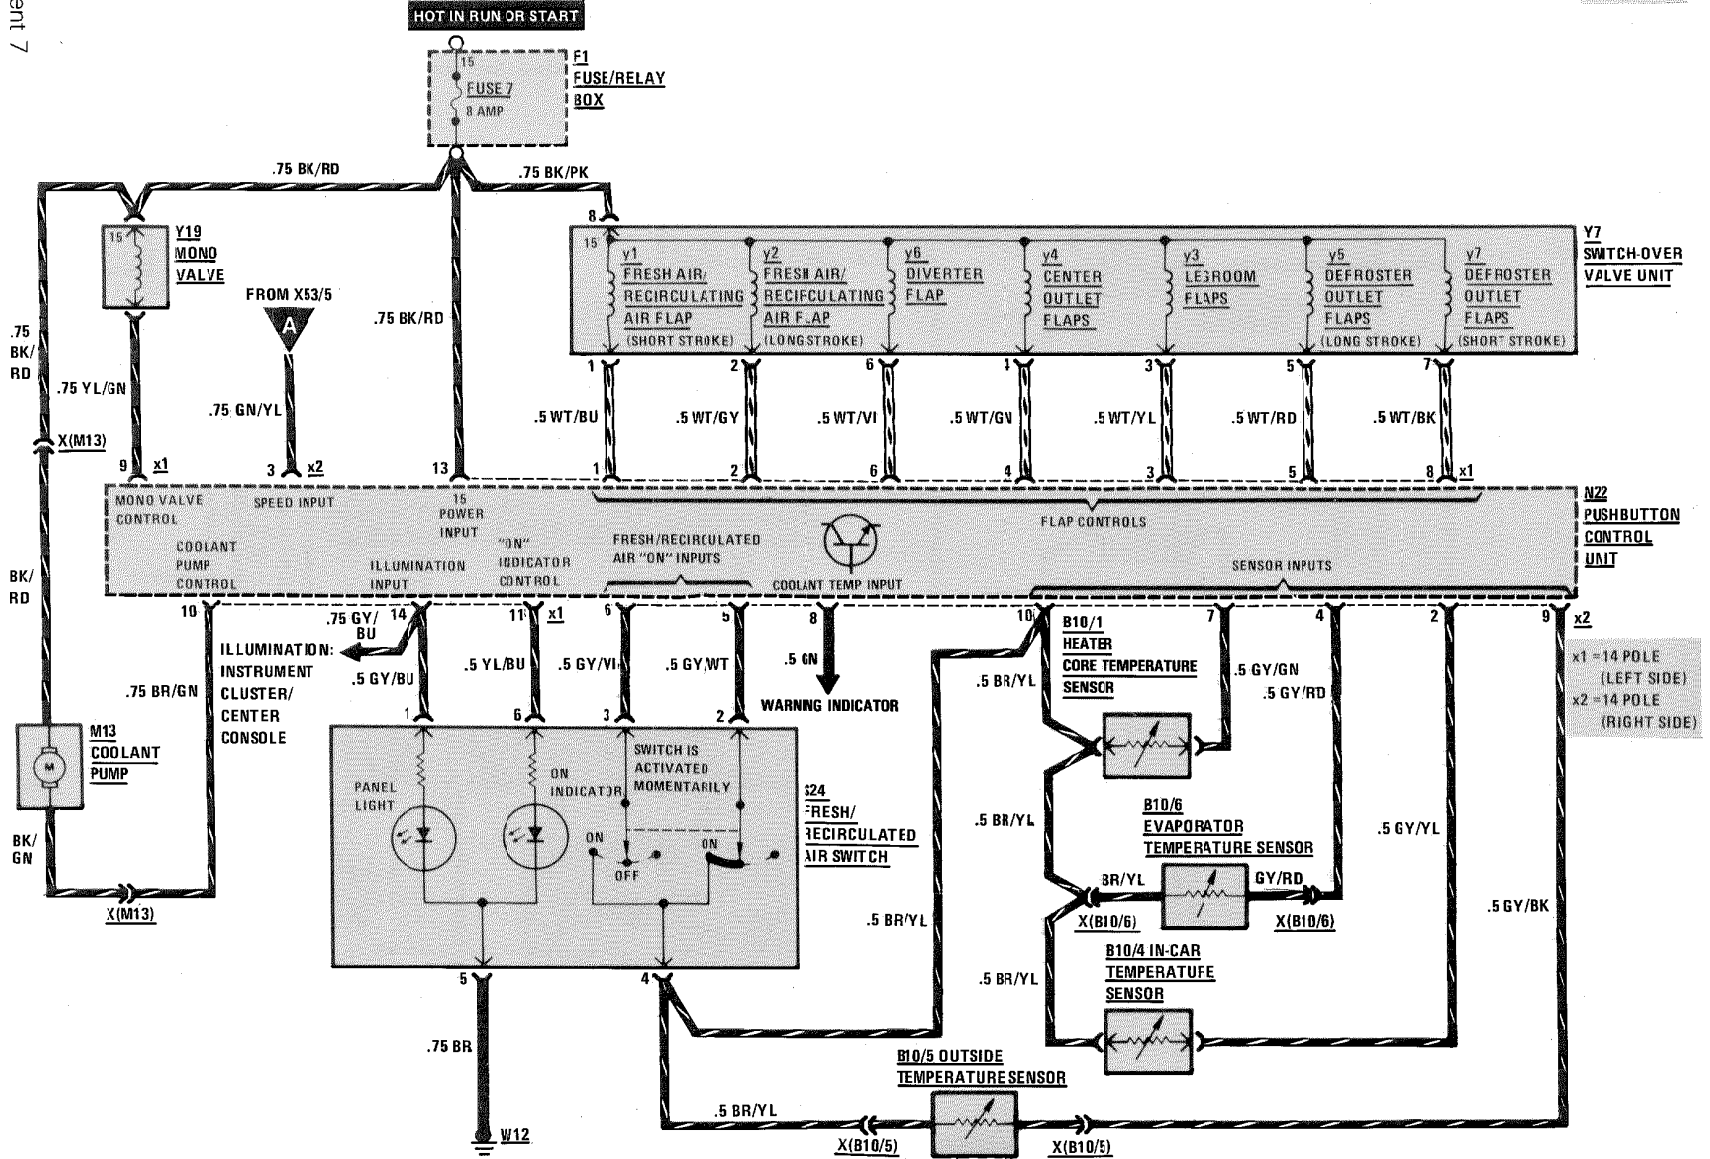 ent 7
HOT IN RUN OR START
15
FUSE 7
8 AMP
F1
FUSE/RELAY
BOX
.75 BK/RD
.75 BK/PK
8
15
Y19
MONO
VALVE
FROM X53/5
A
.75 BK/RD
.75
BK/
RD
.75 YL/GN
.75 GN/YL
15
y1
FRESH AIR/
RECIRCULATING
AIR FLAP
(SHORT STROKE)
y2
FRESH AIR/
RECIRCULATING
AIR FLAP
(LONG STROKE)
y6
DIVERTER
FLAP
y4
CENTER
OUTLET
FLAPS
y3
LEGROOM
FLAPS
y5
DEFROSTER
OUTLET
FLAPS
(LONG STROKE)
y7
DEFROSTER
OUTLET
FLAPS
(SHORT STROKE)
Y7
SWITCH-OVER
VALVE UNIT
1
2
6
4
3
5
7
.5 WT/BU
.5 WT/GY
.5 WT/VI
.5 WT/GN
.5 WT/YL
.5 WT/RD
.5 WT/BK
X(M13)
9
x1
3
x2
13
1
2
6
4
3
5
8
x1
MONO VALVE
CONTROL
SPEED INPUT
15
POWER
INPUT
FLAP CONTROLS
COOLANT
PUMP
CONTROL
ILLUMINATION
INPUT
"ON"
INDICATOR
CONTROL
FRESH/RECIRCULATED
AIR "ON" INPUTS
COOLANT TEMP INPUT
SENSOR INPUTS
N22
PUSHBUTTON
CONTROL
UNIT
BK/
RD
10
.75 GY/
BU
14
11
x1
6
5
8
10
7
4
2
9
x2
ILLUMINATION:
INSTRUMENT
CLUSTER/
CENTER
CONSOLE
.75 BR/GN
.5 GY/BU
.5 YL/BU
.5 GY/VI
.5 GY/WT
.5 GN
WARNING INDICATOR
.5 BR/YL
B10/1
HEATER
CORE TEMPERATURE
SENSOR
.5 GY/GN
.5 GY/RD
x1 =14 POLE
(LEFT SIDE)
x2 =14 POLE
(RIGHT SIDE)
1
6
3
2
M13
COOLANT
PUMP
M
PANEL
LIGHT
ON
INDICATOR
SWITCH IS
ACTIVATED
MOMENTARILY
ON
OFF
ON
S24
FRESH/
RECIRCULATED
AIR SWITCH
.5 BR/YL
B10/6
EVAPORATOR
TEMPERATURE SENSOR
.5 GY/YL
BR/YL
GY/RD
X(B10/6)
X(B10/6)
.5 BR/YL
.5 GY/BK
BK/
GN
X(M13)
B10/4 IN-CAR
TEMPERATURE
SENSOR
.5 BR/YL
5
4
.75 BR
W12
B10/5 OUTSIDE
TEMPERATURE SENSOR
.5 BR/YL
X(B10/5)
X(B10/5)